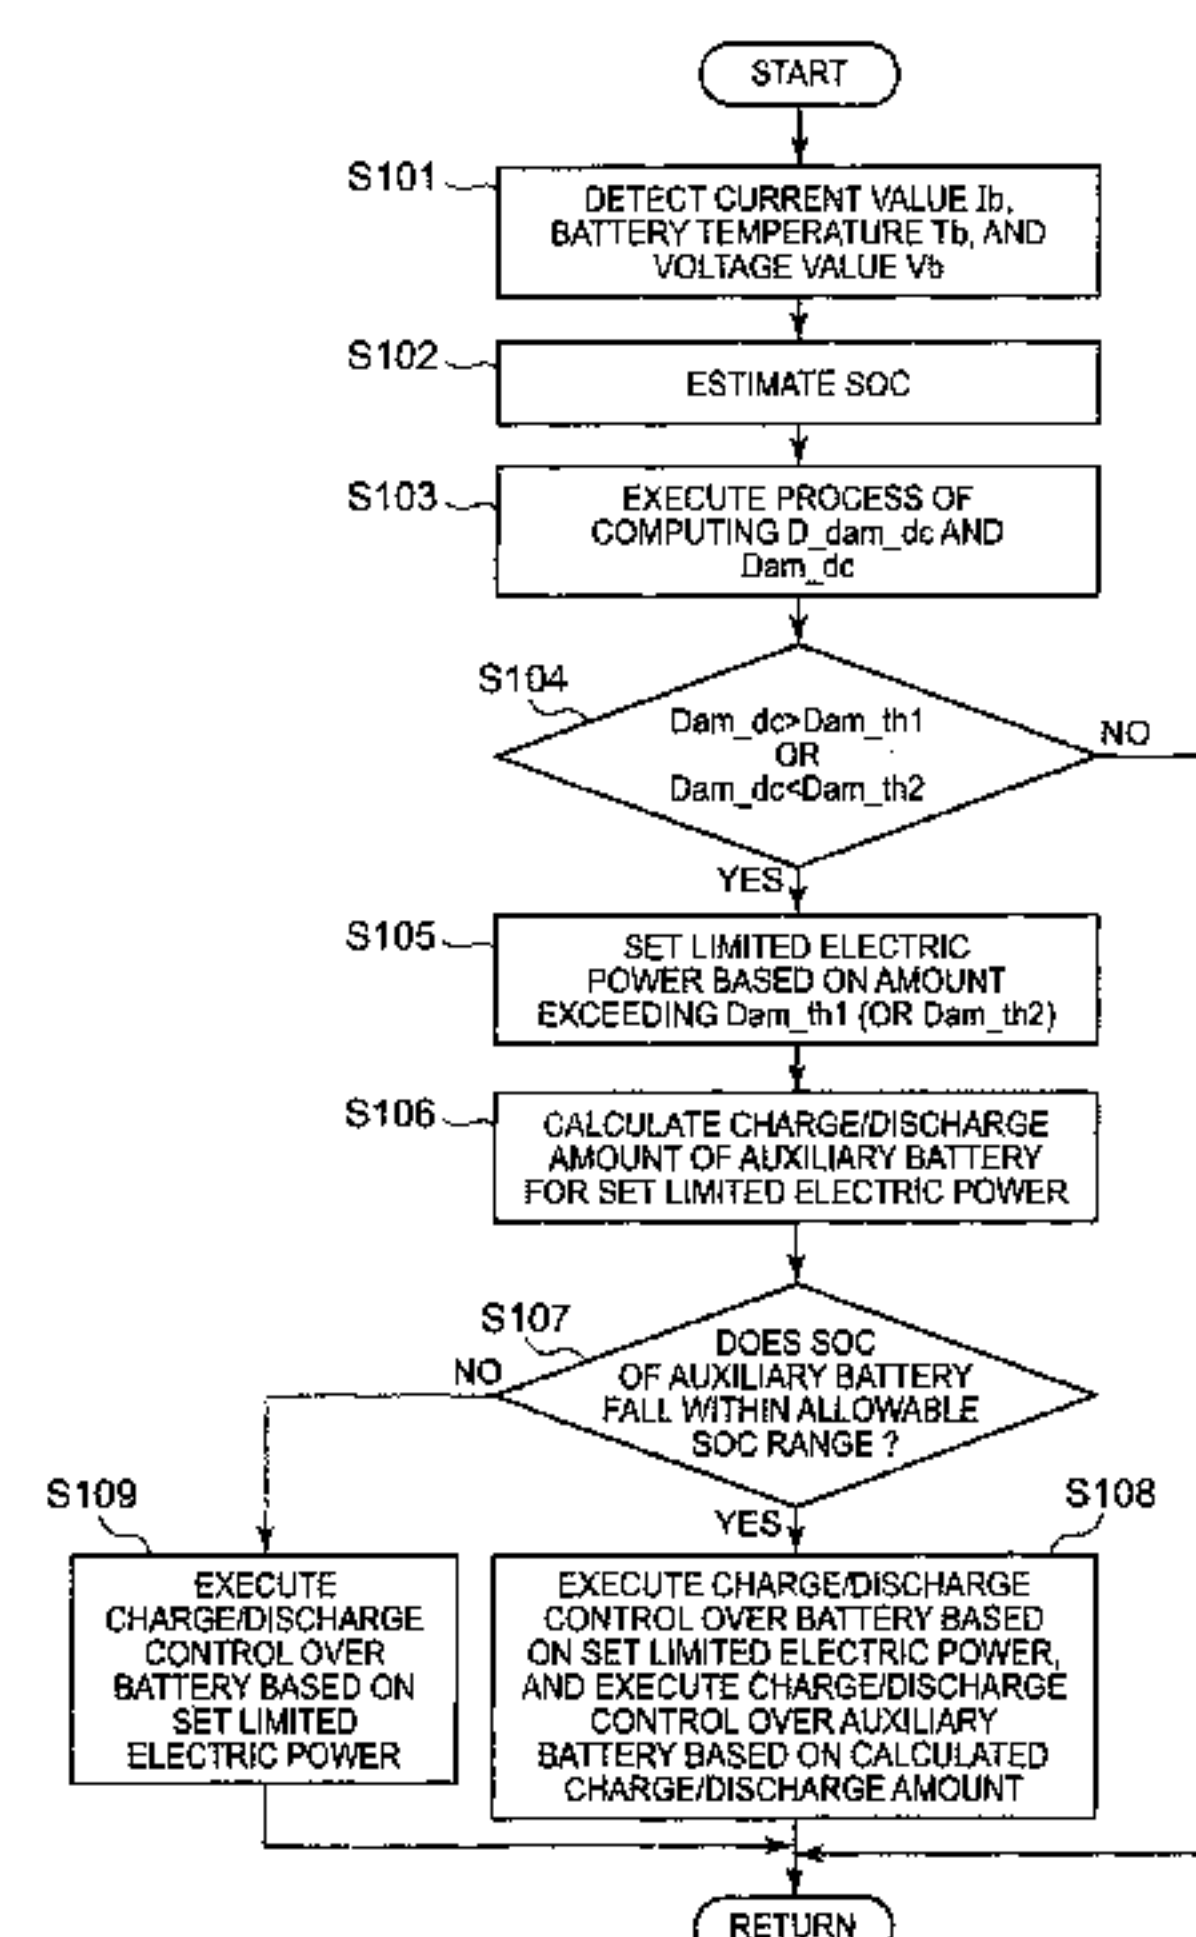 START
S101
DETECT CURRENT VALUE Ib,
BATTERY TEMPERATURE Tb, AND
VOLTAGE VALUE Vb
S102
ESTIMATE SOC
S103
EXECUTE PROCESS OF
COMPUTING D_dam_dc AND
Dam_dc
S104
Dam_dc>Dam_th1
OR
Dam_dc<Dam_th2
NO
YES
S105
SET LIMITED ELECTRIC
POWER BASED ON AMOUNT
EXCEEDING Dam_th1 (OR Dam_th2)
S106
CALCULATE CHARGE/DISCHARGE
AMOUNT OF AUXILIARY BATTERY
FOR SET LIMITED ELECTRIC POWER
S107
DOES SOC
OF AUXILIARY BATTERY
FALL WITHIN ALLOWABLE
SOC RANGE ?
NO
YES
S109
EXECUTE
CHARGE/DISCHARGE
CONTROL OVER
BATTERY BASED ON
SET LIMITED
ELECTRIC POWER
S108
EXECUTE CHARGE/DISCHARGE
CONTROL OVER BATTERY BASED
ON SET LIMITED ELECTRIC POWER,
AND EXECUTE CHARGE/DISCHARGE
CONTROL OVER AUXILIARY
BATTERY BASED ON CALCULATED
CHARGE/DISCHARGE AMOUNT
RETURN